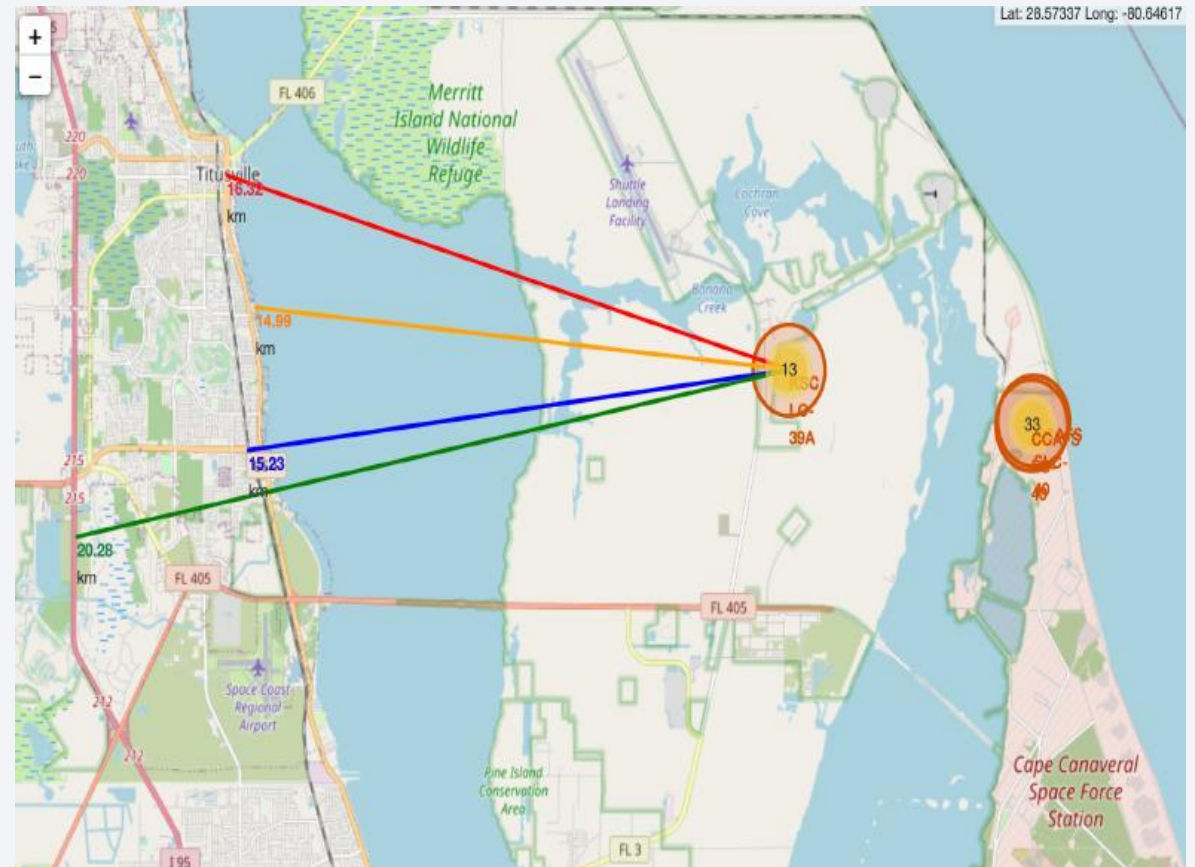 Lat: 28.57337 Long: -80.64617
+
−
FL 406
Merritt
Island National
Wildlife
Refuge
220
220
Titusville
16.32
km
Shuttle
Landing
Facility
Cochran
Cove
Banana
Creek
14.99
km
13
KSC
LC-
39A
33
CCAFS
40
215
215
15.23
km
20.28
km
FL 405
FL 405
212
212
Space Coast
Regional
Airport
Pine Island
Conservation
Area
Cape Canaveral
Space Force
Station
I 95
FL 3